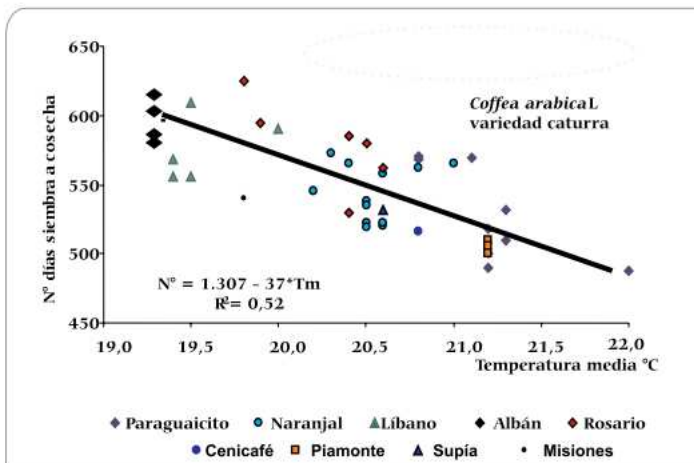 650
600
550
500
450
N° días siembra a cosecha
Coffea arabica L
variedad caturra
N° = 1.307 – 37*Tm
R²= 0,52
19,0 19,5 20,0 20,5 21,0 21,5 22,0
Temperatura media °C
Paraguaicito Naranjal Líbano Albán Rosario
Cenicafé Piamonte Supía Misiones